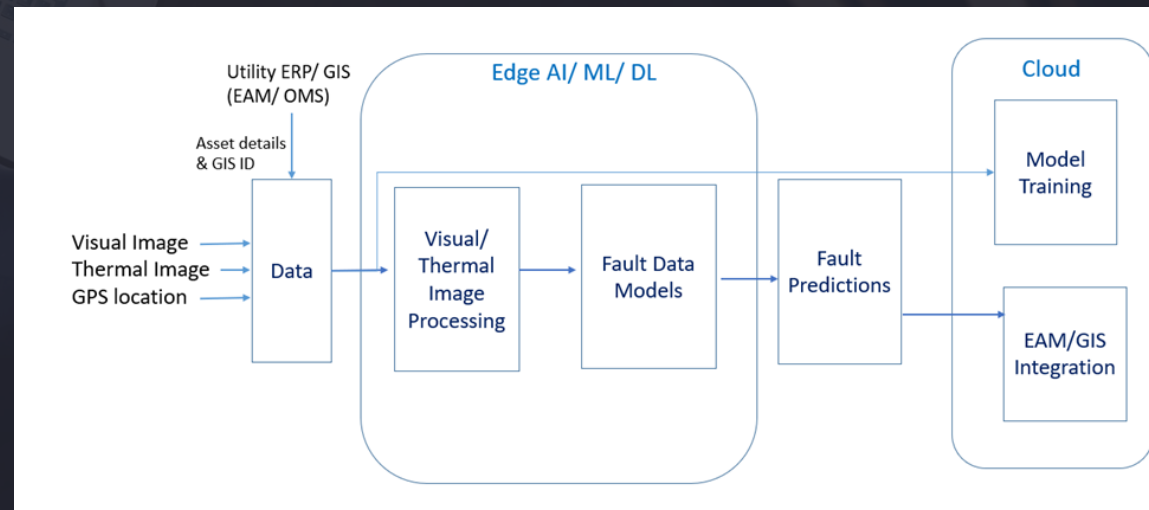 Utility ERP/ GIS
(EAM/ OMS)
Asset details
& GIS ID
Visual Image
Thermal Image
GPS location
Data
Edge AI/ ML/ DL
Visual/
Thermal
Image
Processing
Fault Data
Models
Fault
Predictions
Cloud
Model
Training
EAM/GIS
Integration